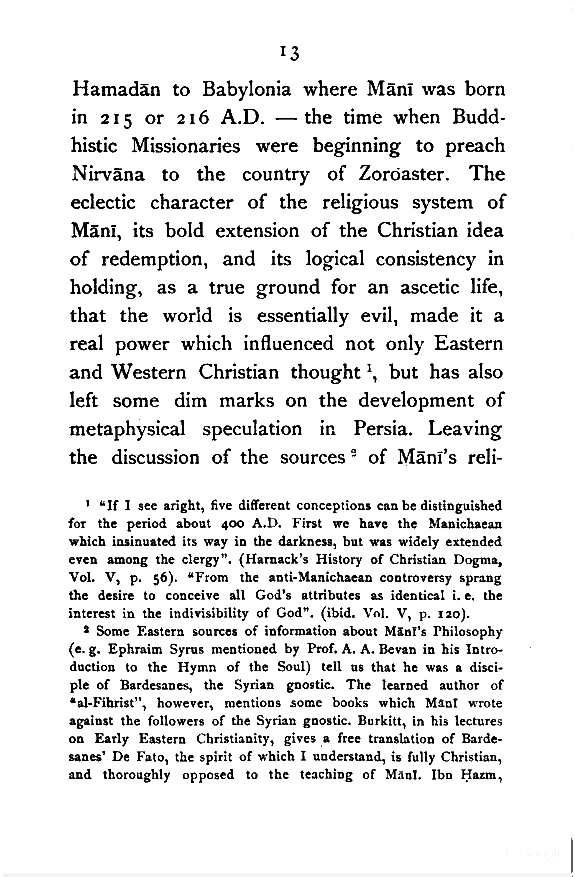 13
Hamadān to Babylonia where Mānī was born
in 215 or 216 A.D. — the time when Budd-
histic Missionaries were beginning to preach
Nirvāna to the country of Zoroaster. The
eclectic character of the religious system of
Mānī, its bold extension of the Christian idea
of redemption, and its logical consistency in
holding, as a true ground for an ascetic life,
that the world is essentially evil, made it a
real power which influenced not only Eastern
and Western Christian thought ¹, but has also
left some dim marks on the development of
metaphysical speculation in Persia. Leaving
the discussion of the sources ² of Mānī's reli-
¹ “If I see aright, five different conceptions can be distinguished
for the period about 400 A.D. First we have the Manichaean
which insinuated its way in the darkness, but was widely extended
even among the clergy”. (Harnack's History of Christian Dogma,
Vol. V, p. 56). “From the anti-Manichaean controversy sprang
the desire to conceive all God's attributes as identical i. e. the
interest in the indivisibility of God”. (ibid. Vol. V, p. 120).
² Some Eastern sources of information about Mānī's Philosophy
(e. g. Ephraim Syrus mentioned by Prof. A. A. Bevan in his Intro-
duction to the Hymn of the Soul) tell us that he was a disci-
ple of Bardesanes, the Syrian gnostic. The learned author of
“al-Fihrist”, however, mentions some books which Mānī wrote
against the followers of the Syrian gnostic. Burkitt, in his lectures
on Early Eastern Christianity, gives a free translation of Barde-
sanes' De Fato, the spirit of which I understand, is fully Christian,
and thoroughly opposed to the teaching of Mānī. Ibn Ḥazm,